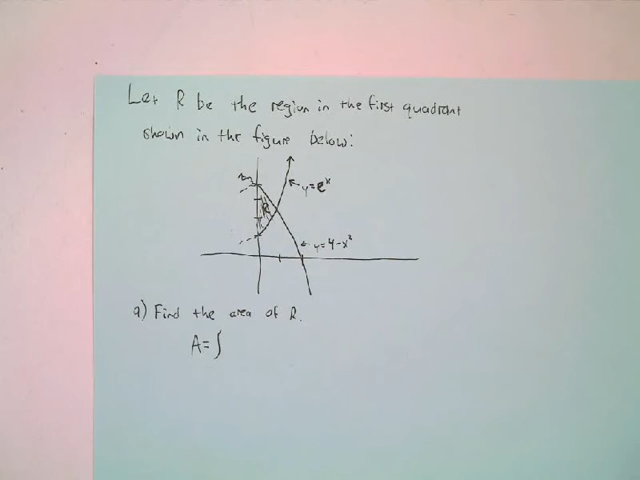 Let R be the region in the first quadrant
shown in the figure below:
y=e^x
R
y=4-x²
a) Find the area of R.
A=∫